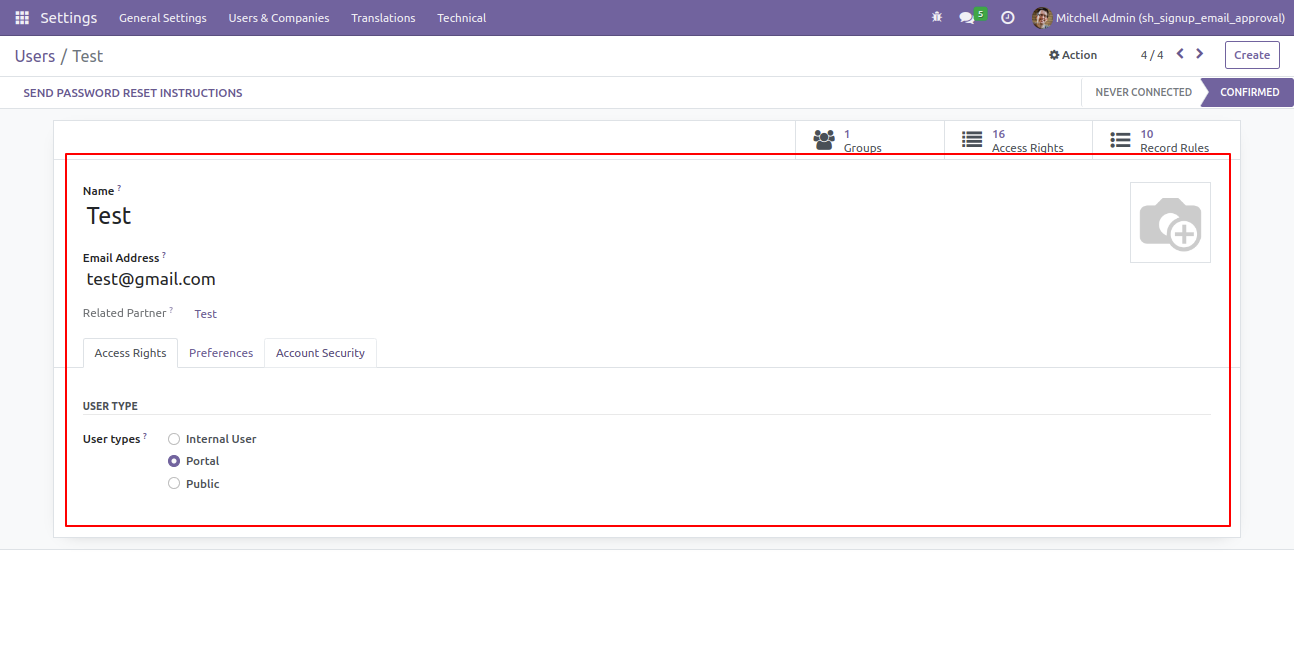 Settings General Settings Users & Companies Translations Technical 5 Mitchell Admin (sh_signup_email_approval)
Users / Test Action 4 / 4 Create
SEND PASSWORD RESET INSTRUCTIONS NEVER CONNECTED CONFIRMED
1 16 10
Groups Access Rights Record Rules
Name ?
Test
Email Address ?
test@gmail.com
Related Partner ? Test
Access Rights Preferences Account Security
USER TYPE
User types ? Internal User
Portal
Public